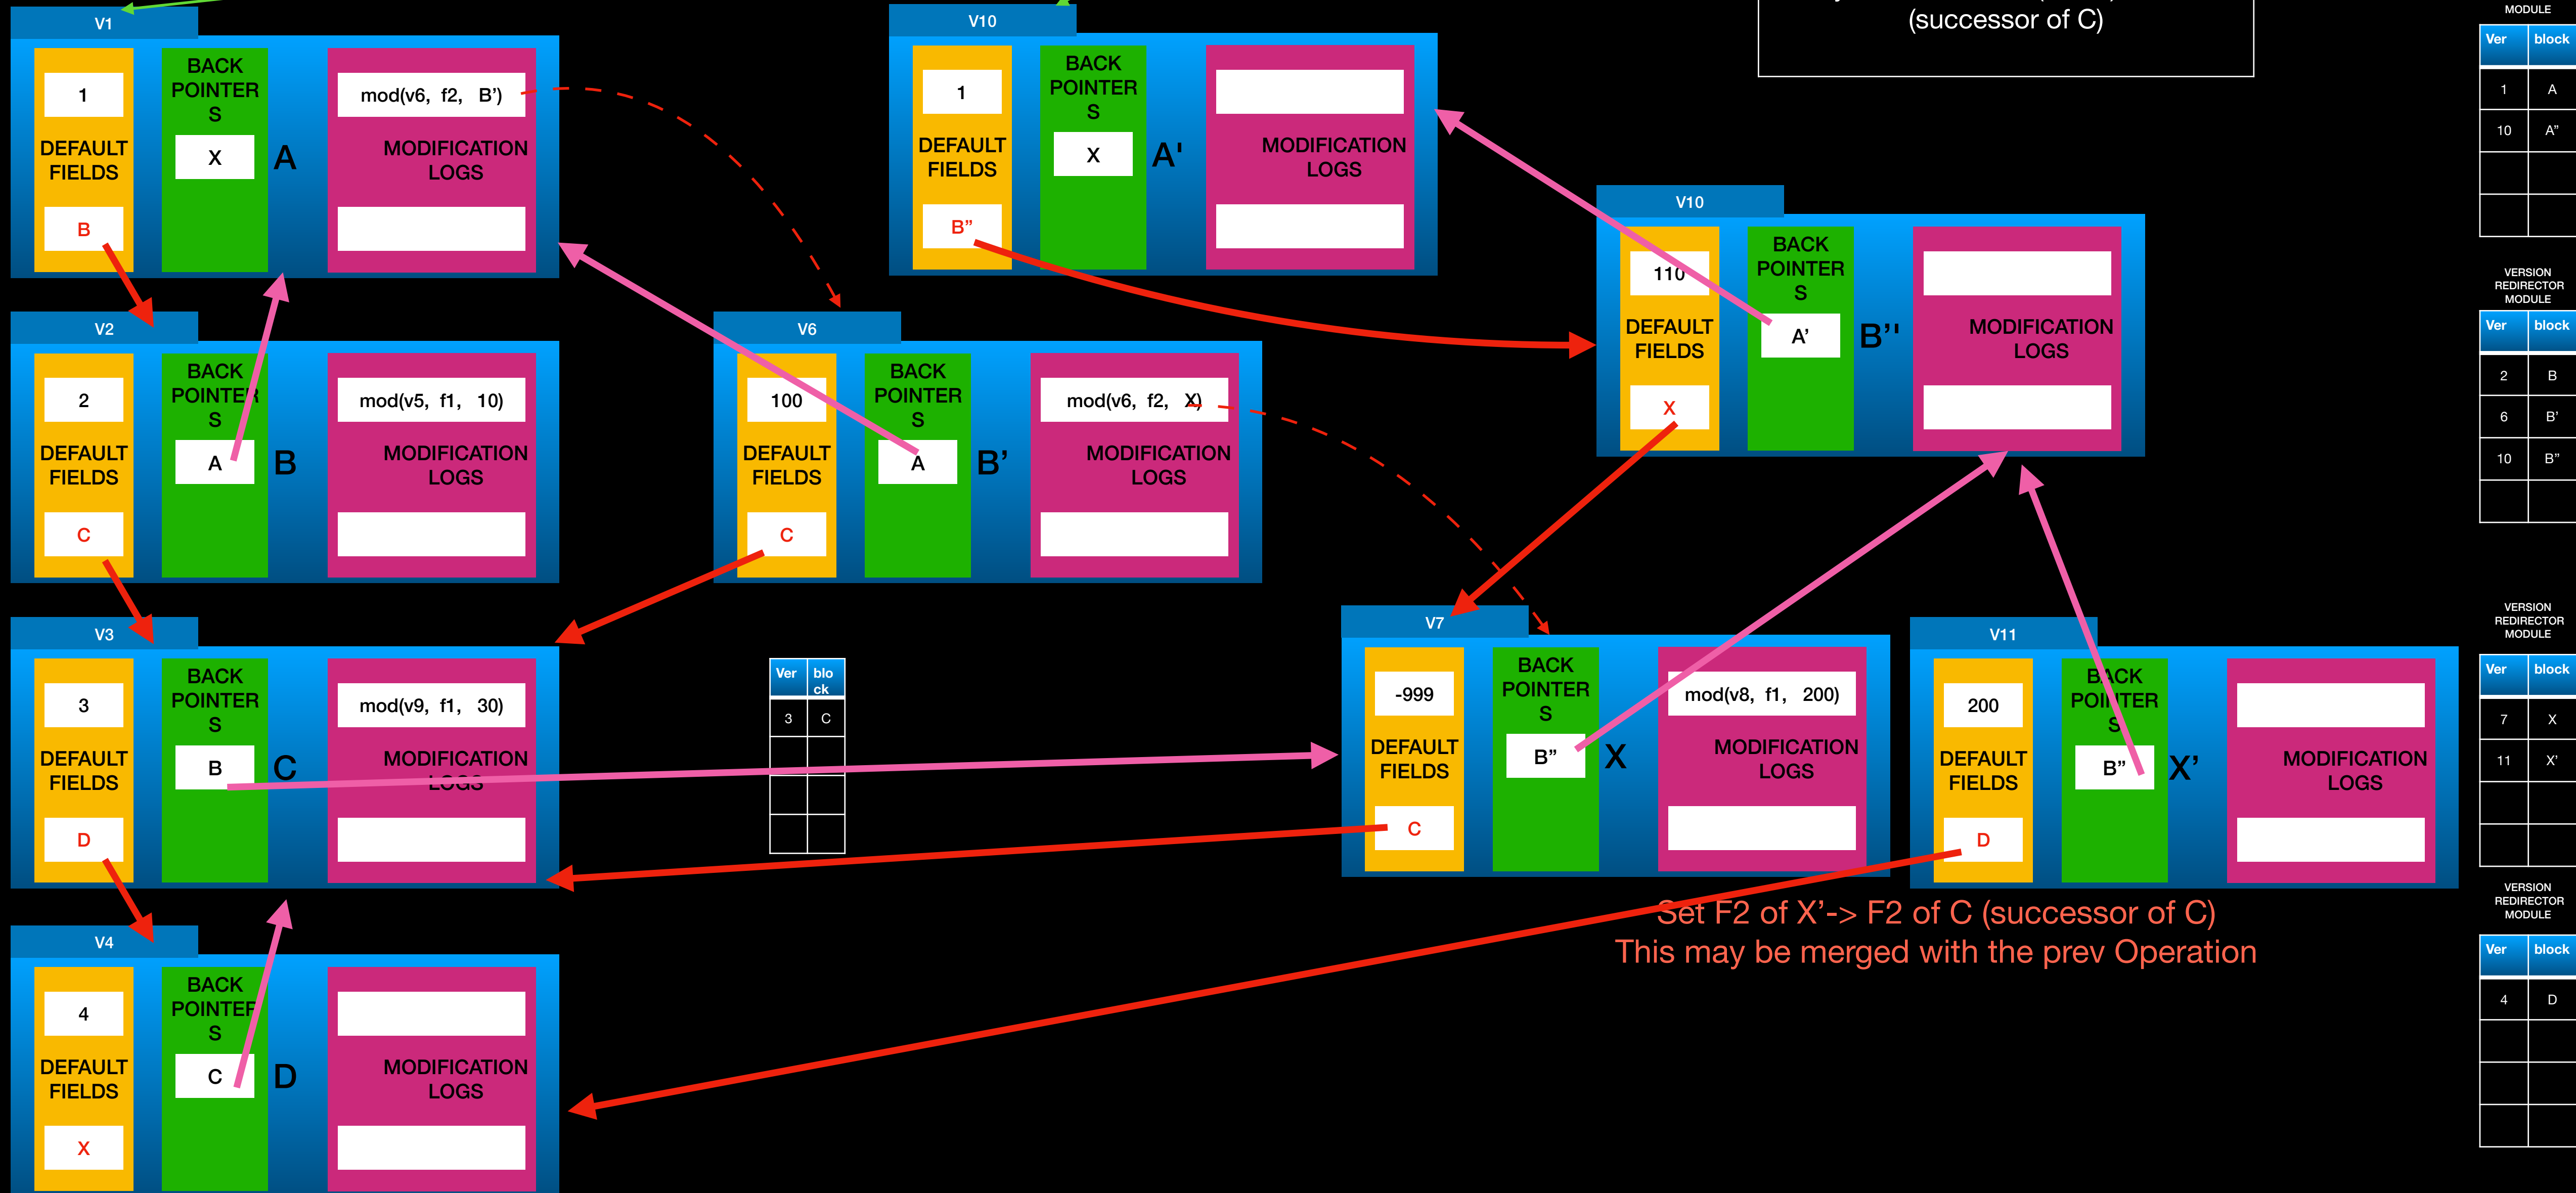 V1
1
DEFAULT
FIELDS
B
BACK
POINTER
S
X
A
mod(v6, f2, B’)
MODIFICATION
LOGS
V10
1
DEFAULT
FIELDS
B”
BACK
POINTER
S
X
A'
MODIFICATION
LOGS
(successor of C)
V10
110
DEFAULT
FIELDS
X
BACK
POINTER
S
A’
B''
MODIFICATION
LOGS
V2
2
DEFAULT
FIELDS
C
BACK
POINTER
S
A
B
mod(v5, f1, 10)
MODIFICATION
LOGS
V6
100
DEFAULT
FIELDS
C
BACK
POINTER
S
A
B’
mod(v6, f2, X)
MODIFICATION
LOGS
V3
3
DEFAULT
FIELDS
D
BACK
POINTER
S
B
C
mod(v9, f1, 30)
MODIFICATION
LOGS
Ver blo
ck
3 C
V7
-999
DEFAULT
FIELDS
C
BACK
POINTER
S
B”
X
mod(v8, f1, 200)
MODIFICATION
LOGS
V11
200
DEFAULT
FIELDS
D
BACK
POINTER
S
B”
X’
MODIFICATION
LOGS
Set F2 of X’-> F2 of C (successor of C)
This may be merged with the prev Operation
V4
4
DEFAULT
FIELDS
X
BACK
POINTER
S
C
D
MODIFICATION
LOGS
MODULE
Ver block
1 A
10 A”
VERSION
REDIRECTOR
MODULE
Ver block
2 B
6 B’
10 B”
VERSION
REDIRECTOR
MODULE
Ver block
7 X
11 X’
VERSION
REDIRECTOR
MODULE
Ver block
4 D